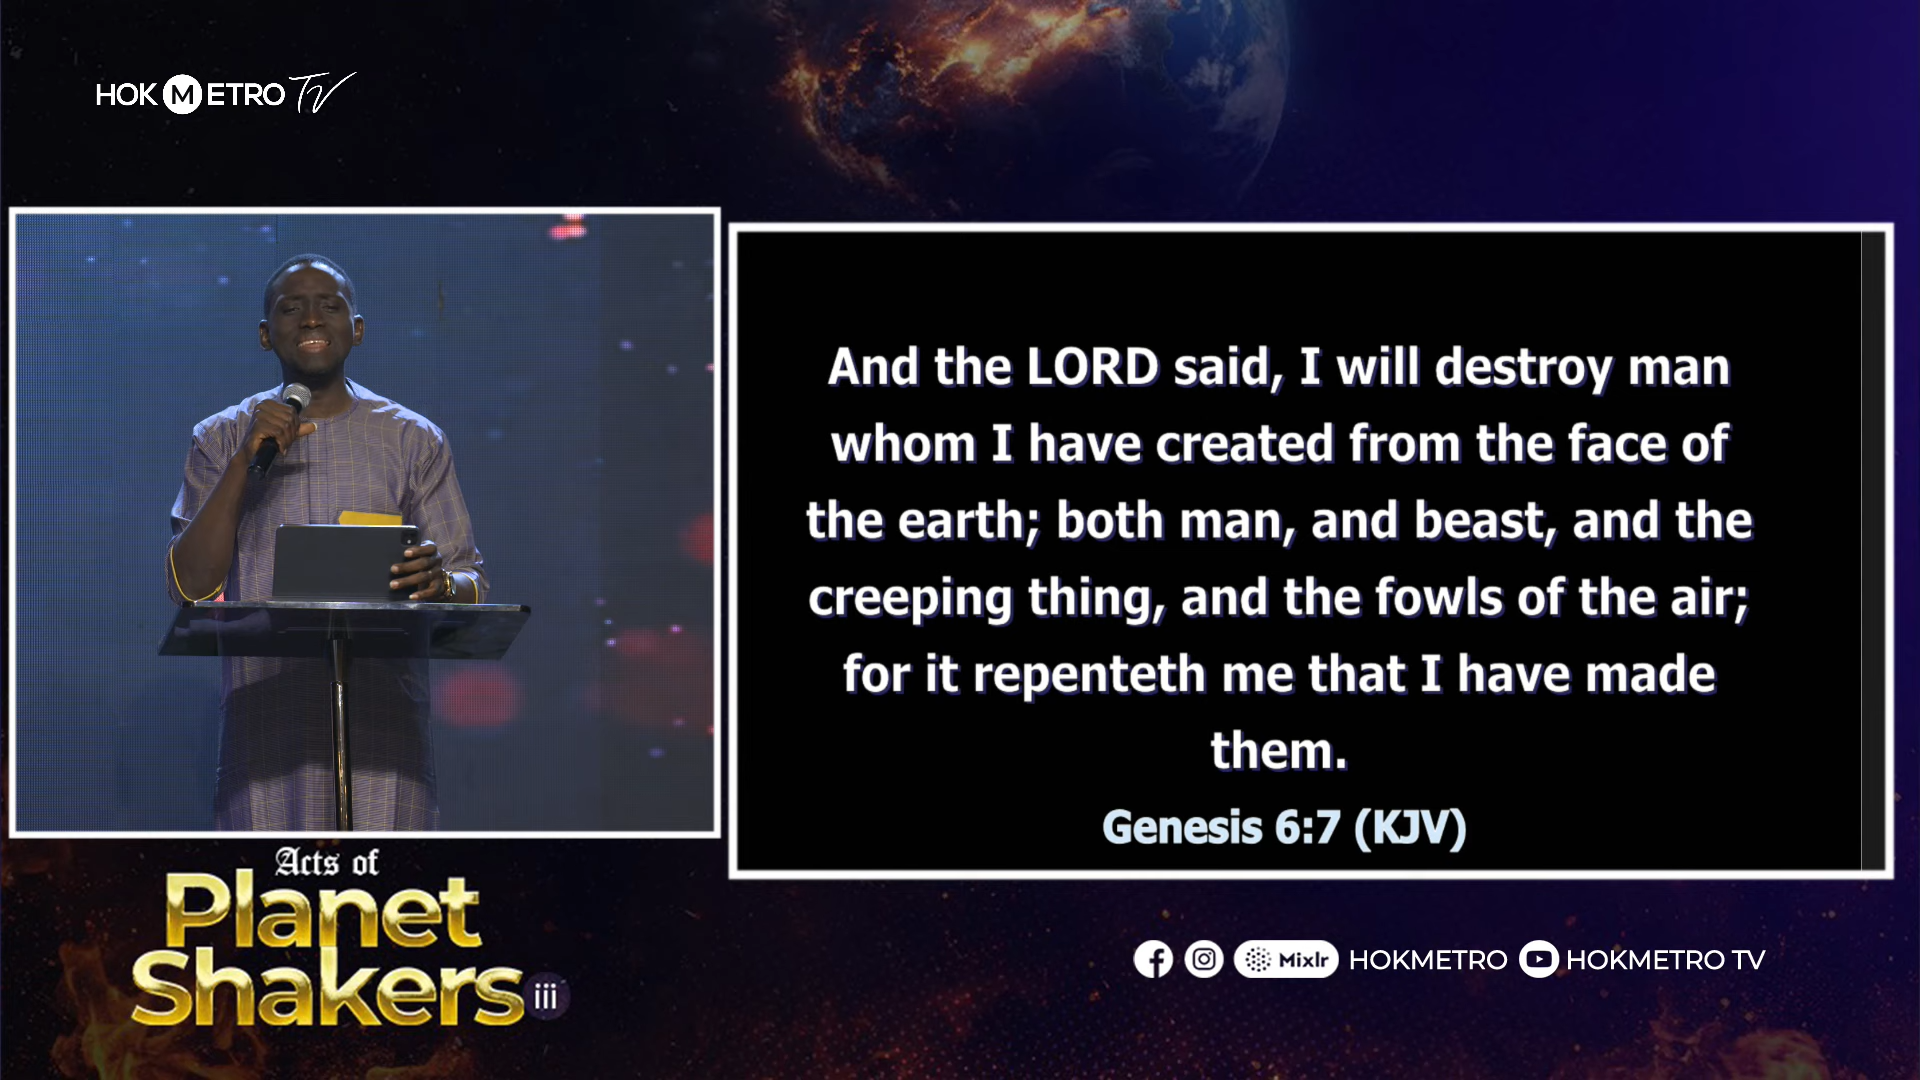 HOK METRO TV
And the LORD said, I will destroy man
whom I have created from the face of
the earth; both man, and beast, and the
creeping thing, and the fowls of the air;
for it repenteth me that I have made
them.
Genesis 6:7 (KJV)
Acts of
Planet
Shakers iii
Mixlr HOKMETRO HOKMETRO TV